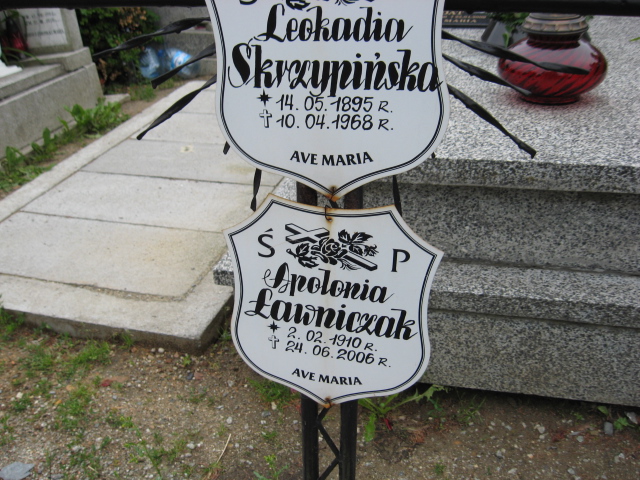 Leokadia
Skrzypińska
* 14.05.1895 R.
✝ 10.04.1968 R.
AVE MARIA
Ś P
Apolonia
Ławniczak
* 2.02.1910 R.
✝ 24.06.2006 R.
AVE MARIA